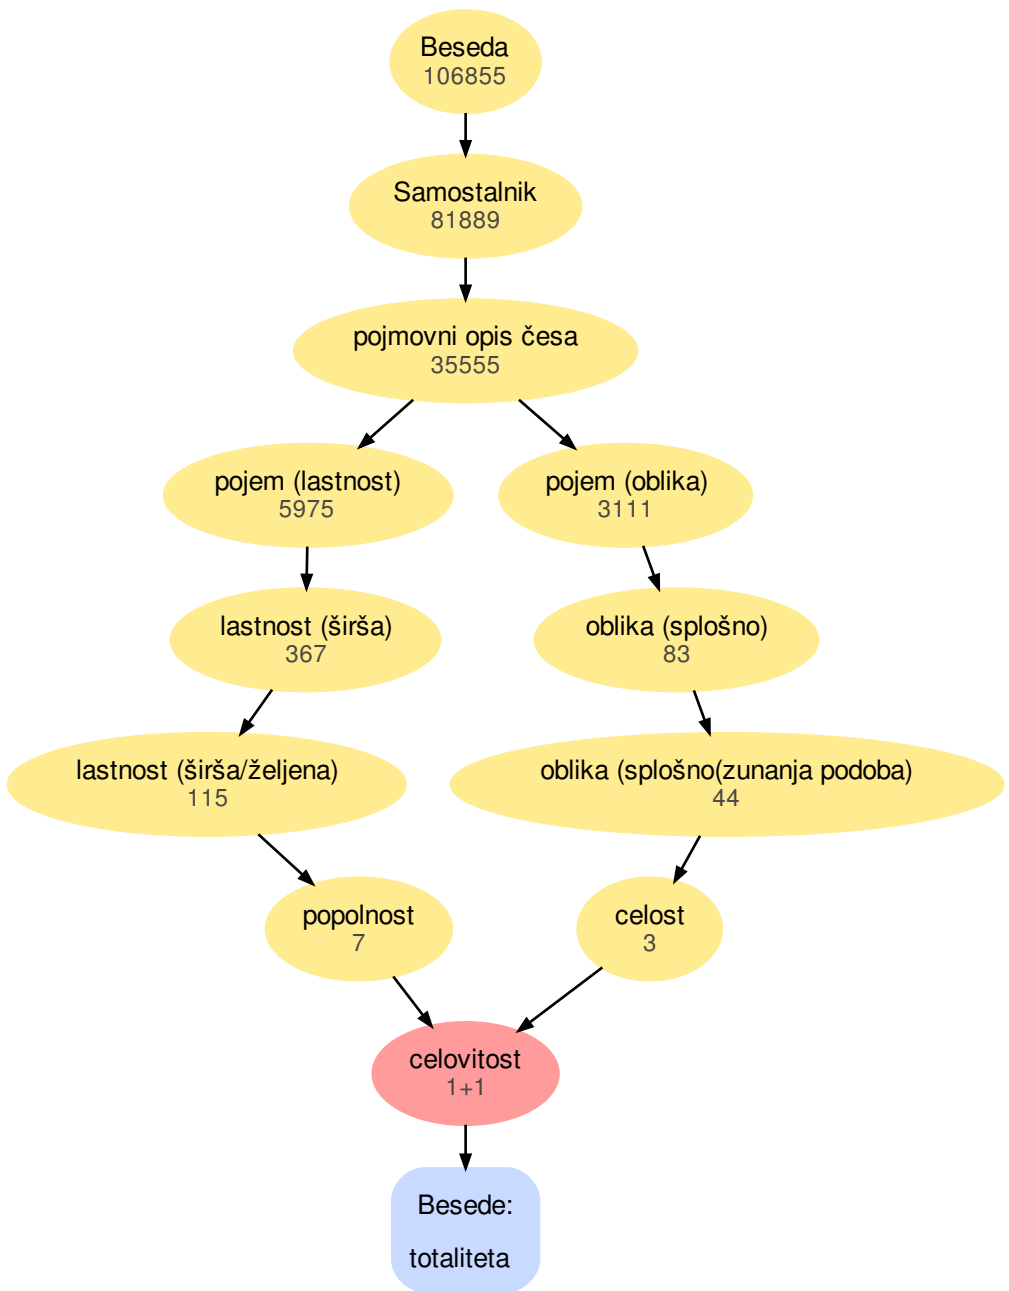 Beseda
106855
Samostalnik
81889
pojmovni opis česa
35555
pojem (lastnost)
5975
pojem (oblika)
3111
lastnost (širša)
367
oblika (splošno)
83
lastnost (širša/željena)
115
oblika (splošno(zunanja podoba)
44
popolnost
7
celost
3
celovitost
1+1
Besede:
totaliteta